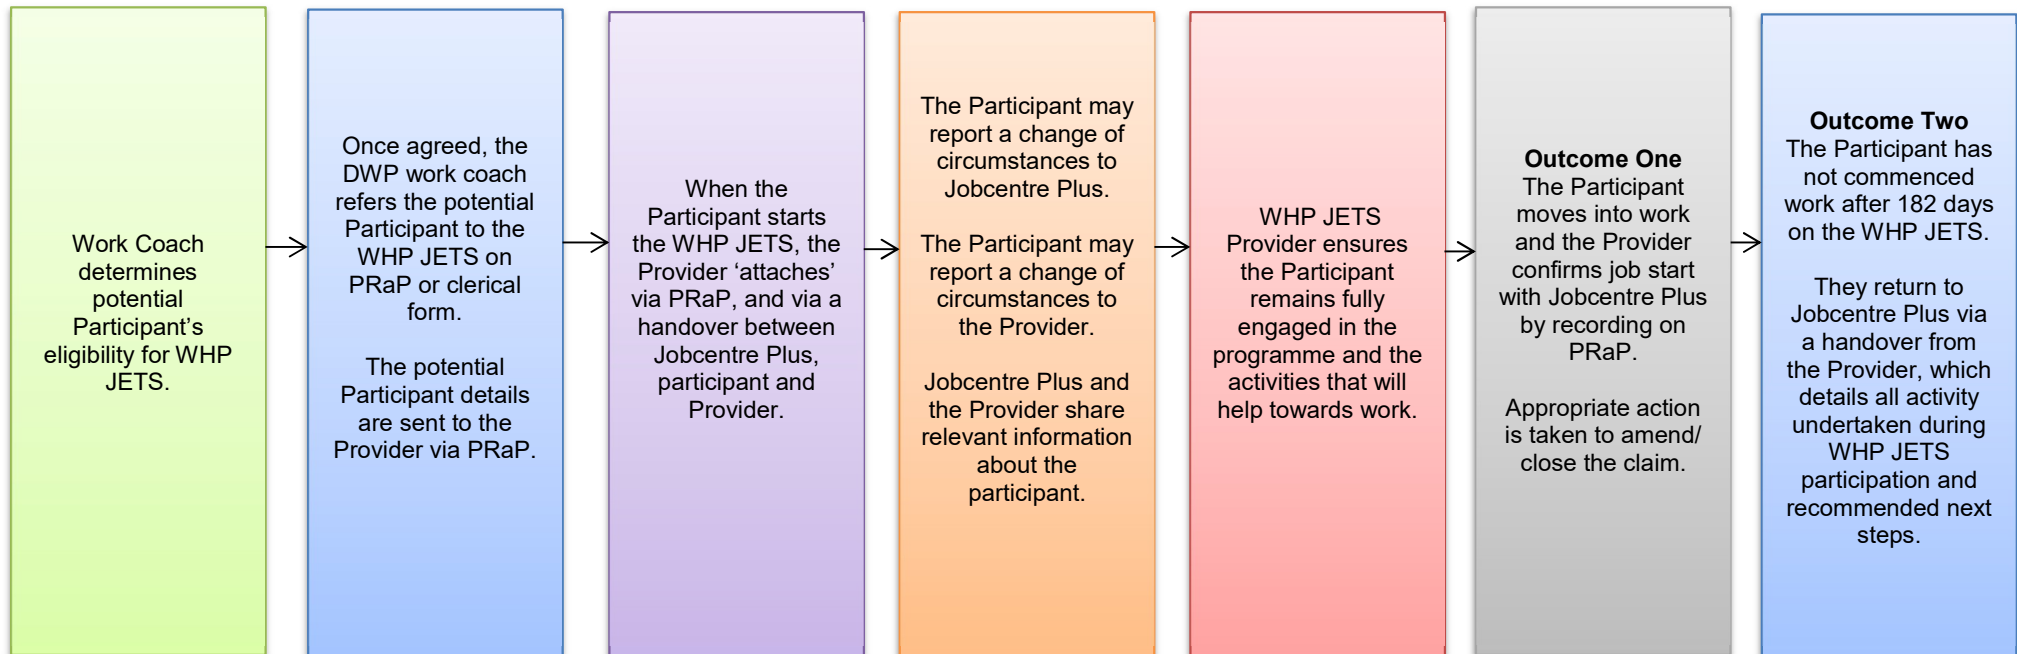 Work Coach
determines
potential
Participant’s
eligibility for WHP
JETS.
Once agreed, the
DWP work coach
refers the potential
Participant to the
WHP JETS on
PRaP or clerical
form.
The potential
Participant details
are sent to the
Provider via PRaP.
When the
Participant starts
the WHP JETS, the
Provider ‘attaches’
via PRaP, and via a
handover between
Jobcentre Plus,
participant and
Provider.
The Participant may
report a change of
circumstances to
Jobcentre Plus.
The Participant may
report a change of
circumstances to
the Provider.
Jobcentre Plus and
the Provider share
relevant information
about the
participant.
WHP JETS
Provider ensures
the Participant
remains fully
engaged in the
programme and the
activities that will
help towards work.
Outcome One
The Participant
moves into work
and the Provider
confirms job start
with Jobcentre Plus
by recording on
PRaP.
Appropriate action
is taken to amend/
close the claim.
Outcome Two
The Participant has
not commenced
work after 182 days
on the WHP JETS.
They return to
Jobcentre Plus via
a handover from
the Provider, which
details all activity
undertaken during
WHP JETS
participation and
recommended next
steps.